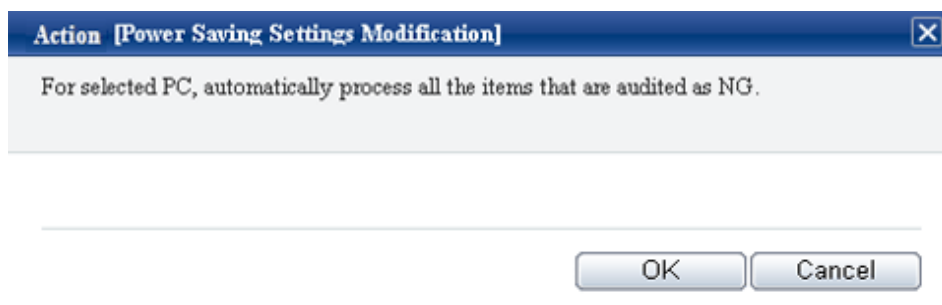 Action [Power Saving Settings Modification]
For selected PC, automatically process all the items that are audited as NG.
OK Cancel